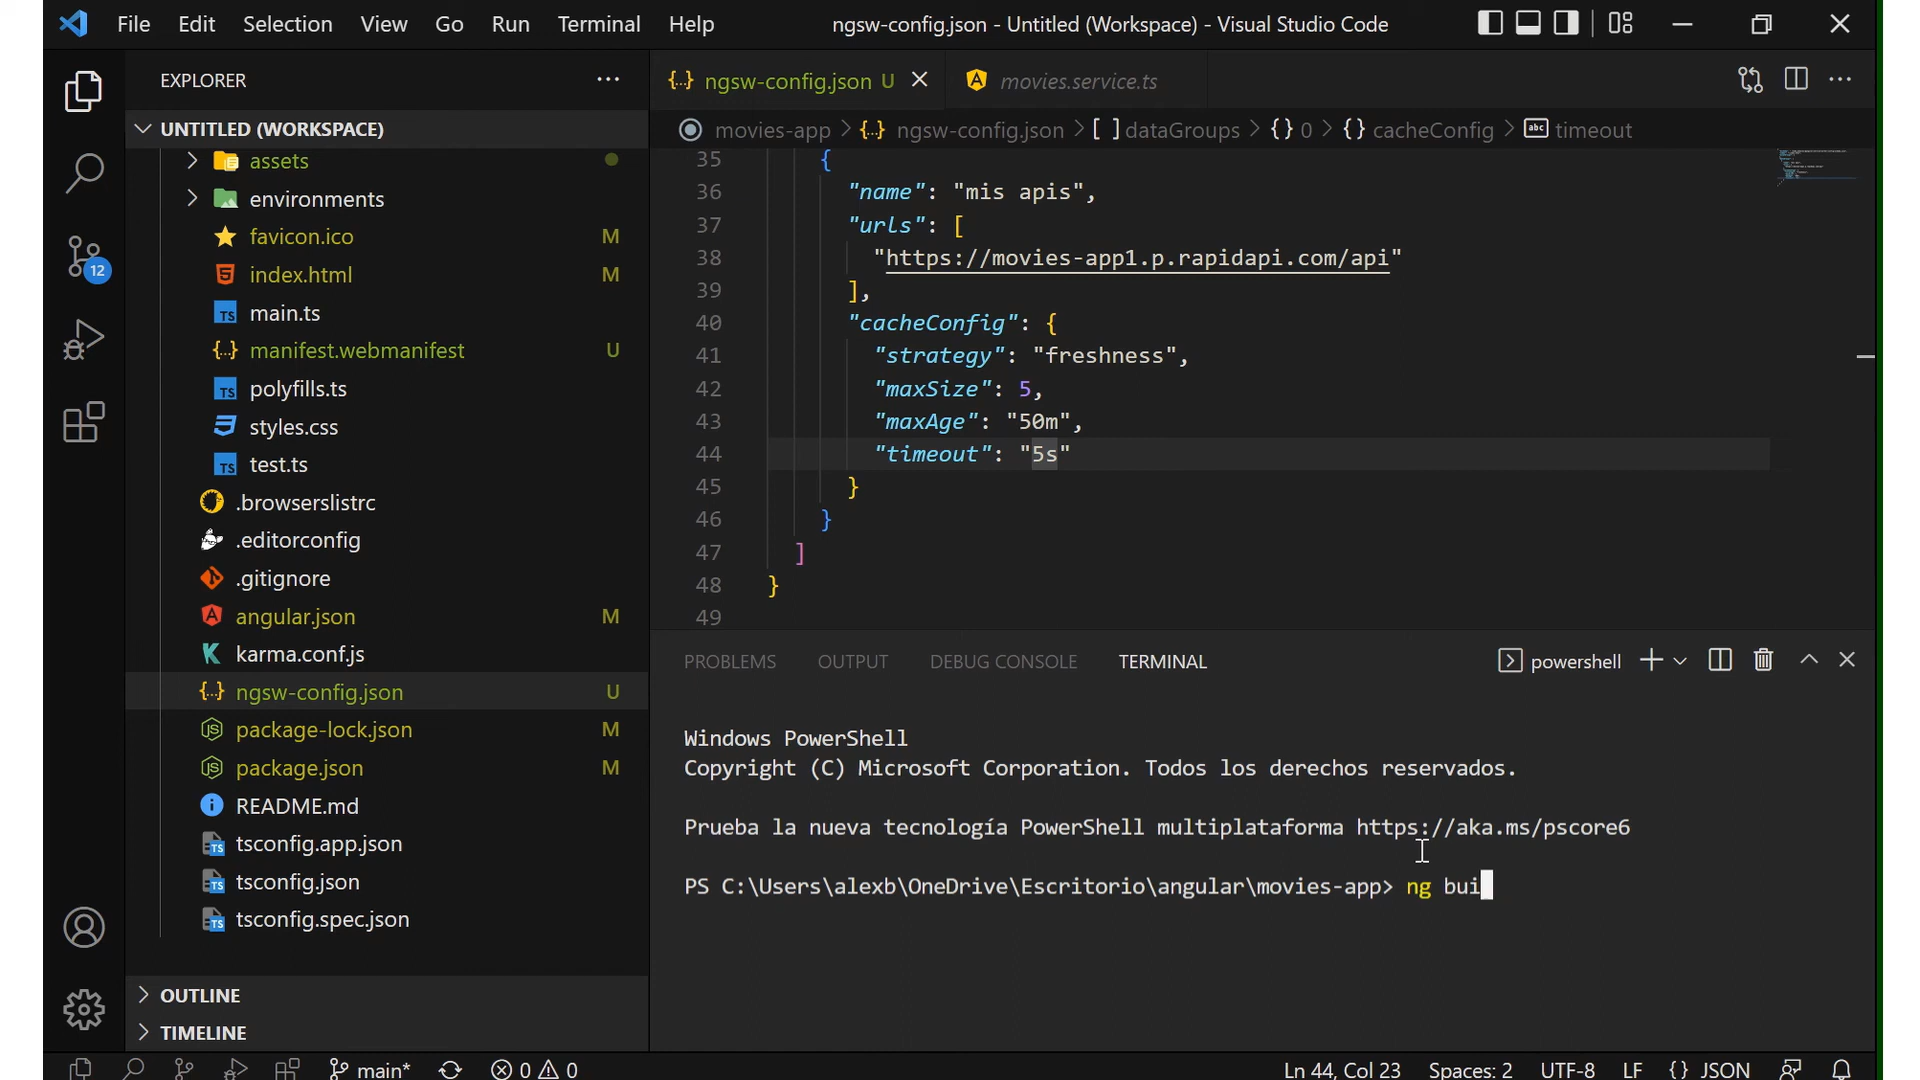 File Edit Selection View Go Run Terminal Help ngsw-config.json - Untitled (Workspace) - Visual Studio Code
EXPLORER
UNTITLED (WORKSPACE)
assets
environments
favicon.ico M
index.html M
main.ts
manifest.webmanifest U
polyfills.ts
styles.css
test.ts
.browserslistrc
.editorconfig
.gitignore
angular.json M
karma.conf.js
ngsw-config.json U
package-lock.json M
package.json M
README.md
tsconfig.app.json
tsconfig.json
tsconfig.spec.json
OUTLINE
TIMELINE
12
ngsw-config.json U movies.service.ts
movies-app > {..} ngsw-config.json > [ ] dataGroups > { } 0 > { } cacheConfig > abc timeout
35 {
36 "name": "mis apis",
37 "urls": [
38 "https://movies-app1.p.rapidapi.com/api"
39 ],
40 "cacheConfig": {
41 "strategy": "freshness",
42 "maxSize": 5,
43 "maxAge": "50m",
44 "timeout": "5s"
45 }
46 }
47 ]
48 }
49
PROBLEMS OUTPUT DEBUG CONSOLE TERMINAL powershell
Windows PowerShell
Copyright (C) Microsoft Corporation. Todos los derechos reservados.
Prueba la nueva tecnología PowerShell multiplataforma https://aka.ms/pscore6
PS C:\Users\alexb\OneDrive\Escritorio\angular\movies-app> ng bui
main* 0 0 Ln 44, Col 23 Spaces: 2 UTF-8 LF { } JSON